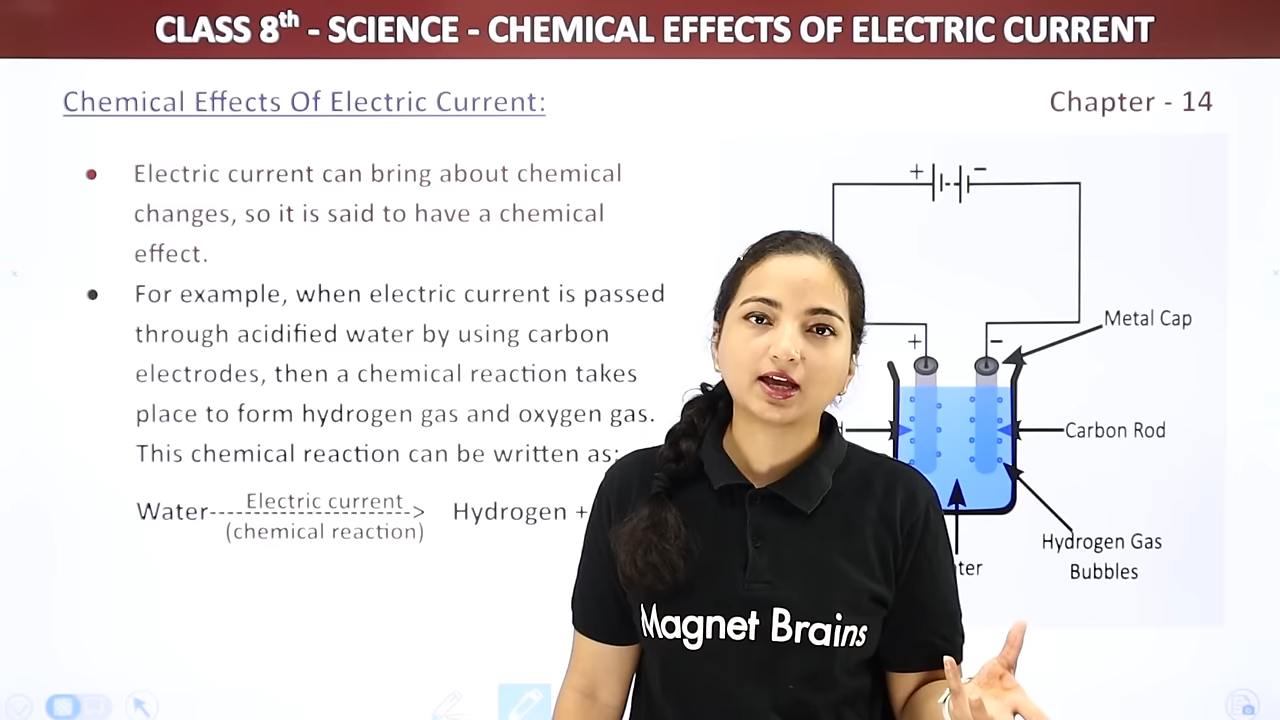 CLASS 8th - SCIENCE - CHEMICAL EFFECTS OF ELECTRIC CURRENT
Chemical Effects Of Electric Current:
Chapter - 14
Electric current can bring about chemical
changes, so it is said to have a chemical
effect.
For example, when electric current is passed
through acidified water by using carbon
electrodes, then a chemical reaction takes
place to form hydrogen gas and oxygen gas.
This chemical reaction can be written as:
Water----Electric current---->
(chemical reaction)
Hydrogen +
+ −
+ −
Metal Cap
Carbon Rod
Hydrogen Gas
Bubbles
Magnet Brains